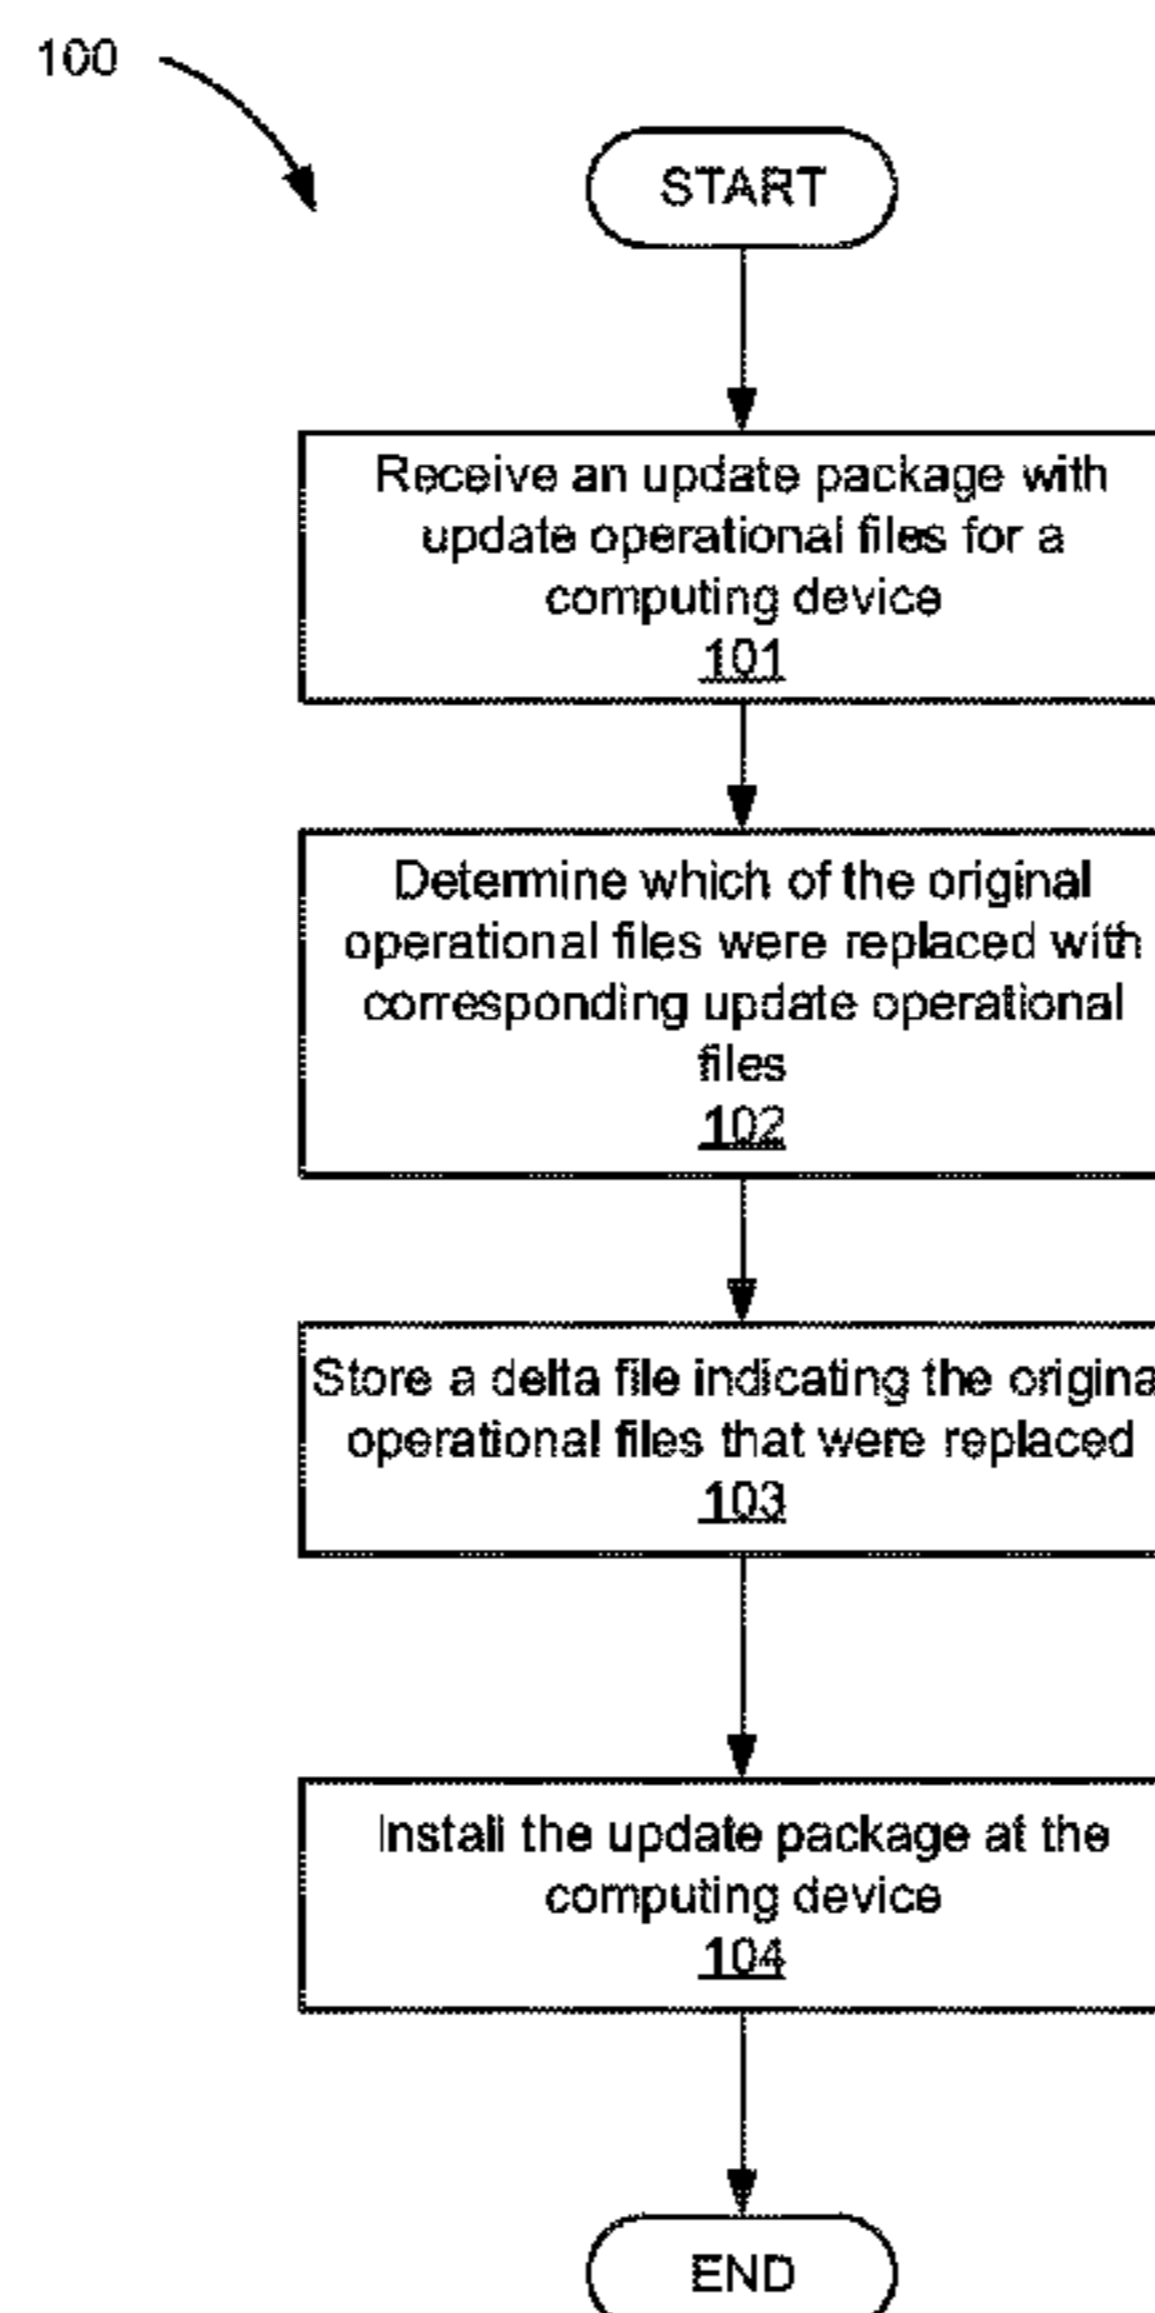 100
START
Receive an update package with
update operational files for a
computing device
101
Determine which of the original
operational files were replaced with
corresponding update operational
files
102
Store a delta file indicating the origina
operational files that were replaced
103
Install the update package at the
computing device
104
END